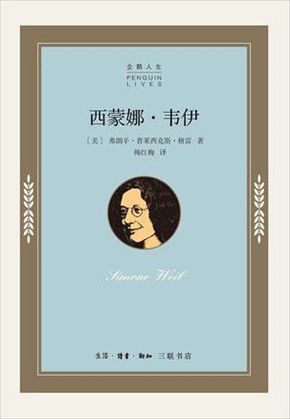 企鹅人生
PENGUIN
LIVES
西蒙娜·韦伊
［美］ 弗朗辛·普莱西克斯·格雷 著
韩红梅 译
Simone Weil
生活·讀書·新知 三联书店